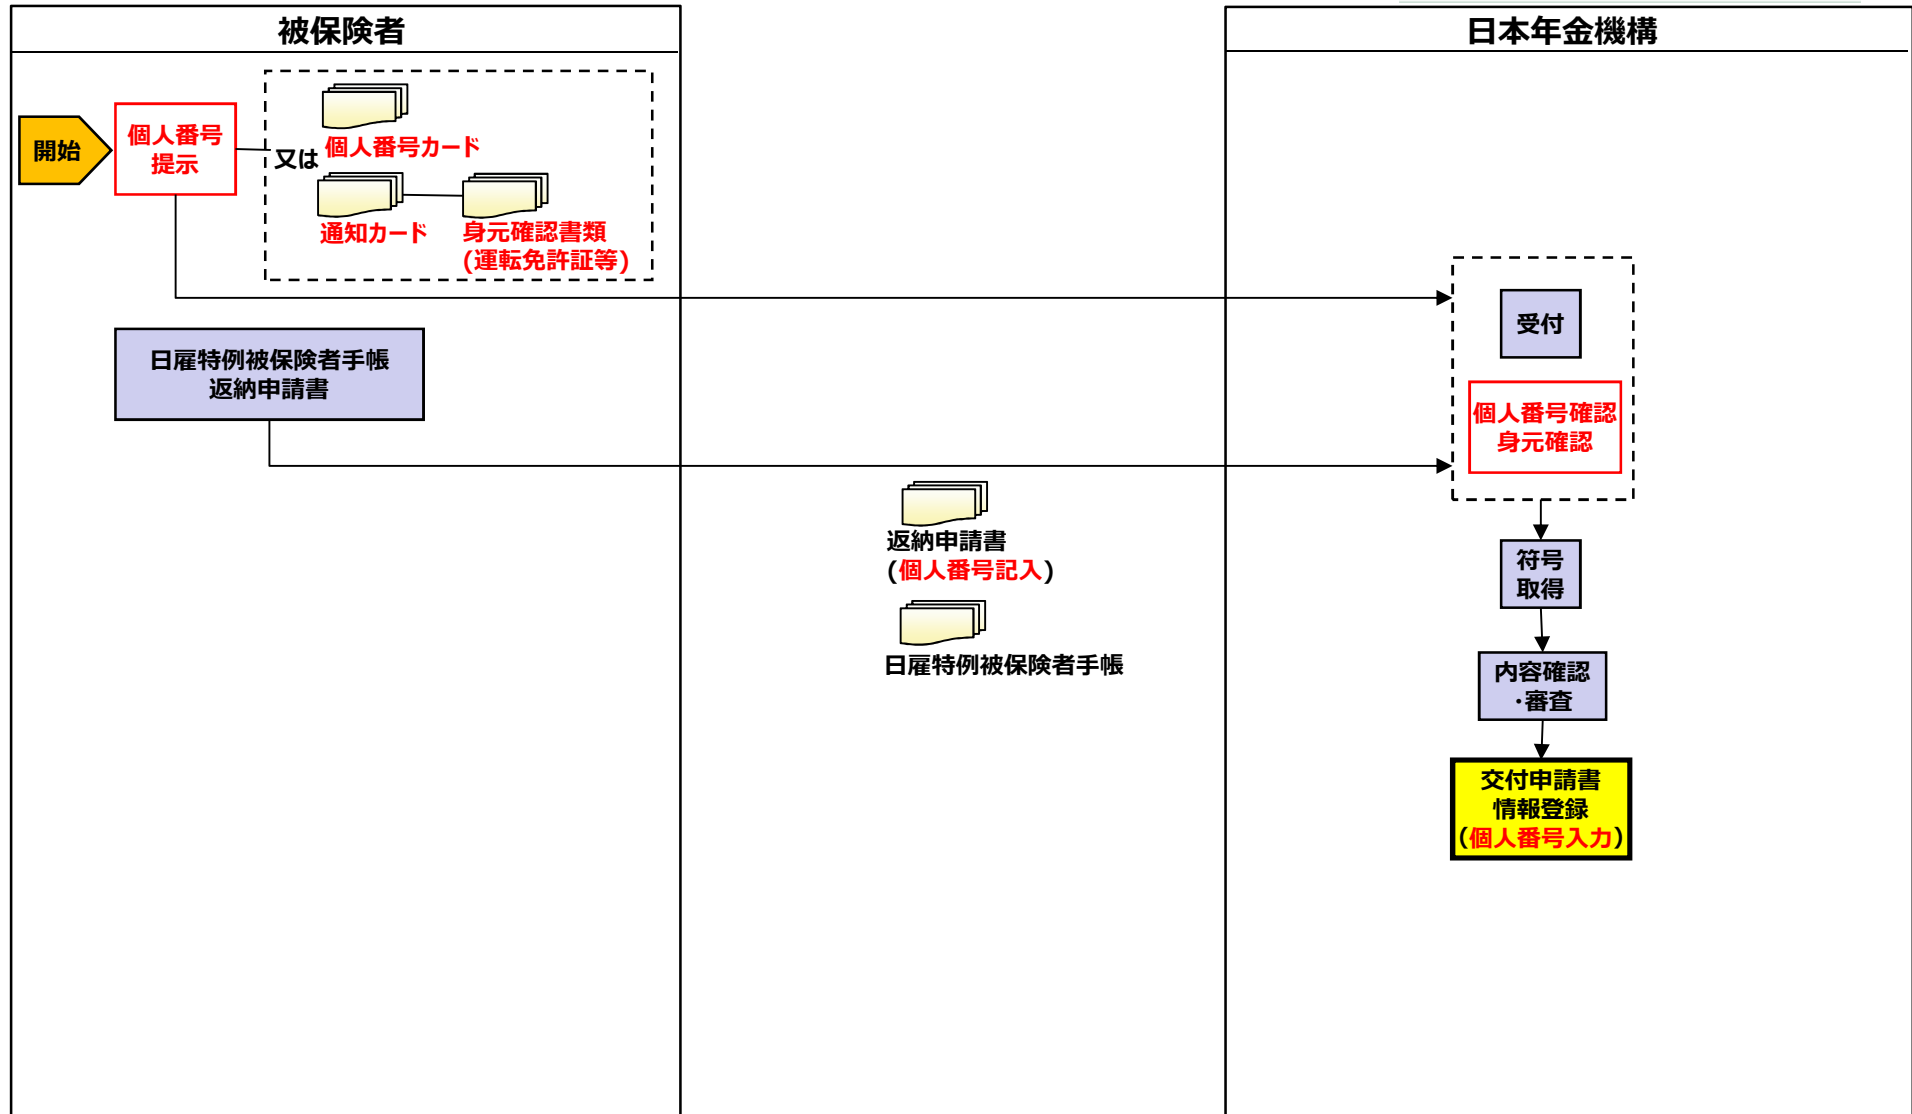 被保険者
日本年金機構
開始
個人番号
提示
又は
個人番号カード
通知カード
身元確認書類
(運転免許証等)
受付
個人番号確認
身元確認
日雇特例被保険者手帳
返納申請書
返納申請書
(個人番号記入)
日雇特例被保険者手帳
符号
取得
内容確認
・審査
交付申請書
情報登録
(個人番号入力)